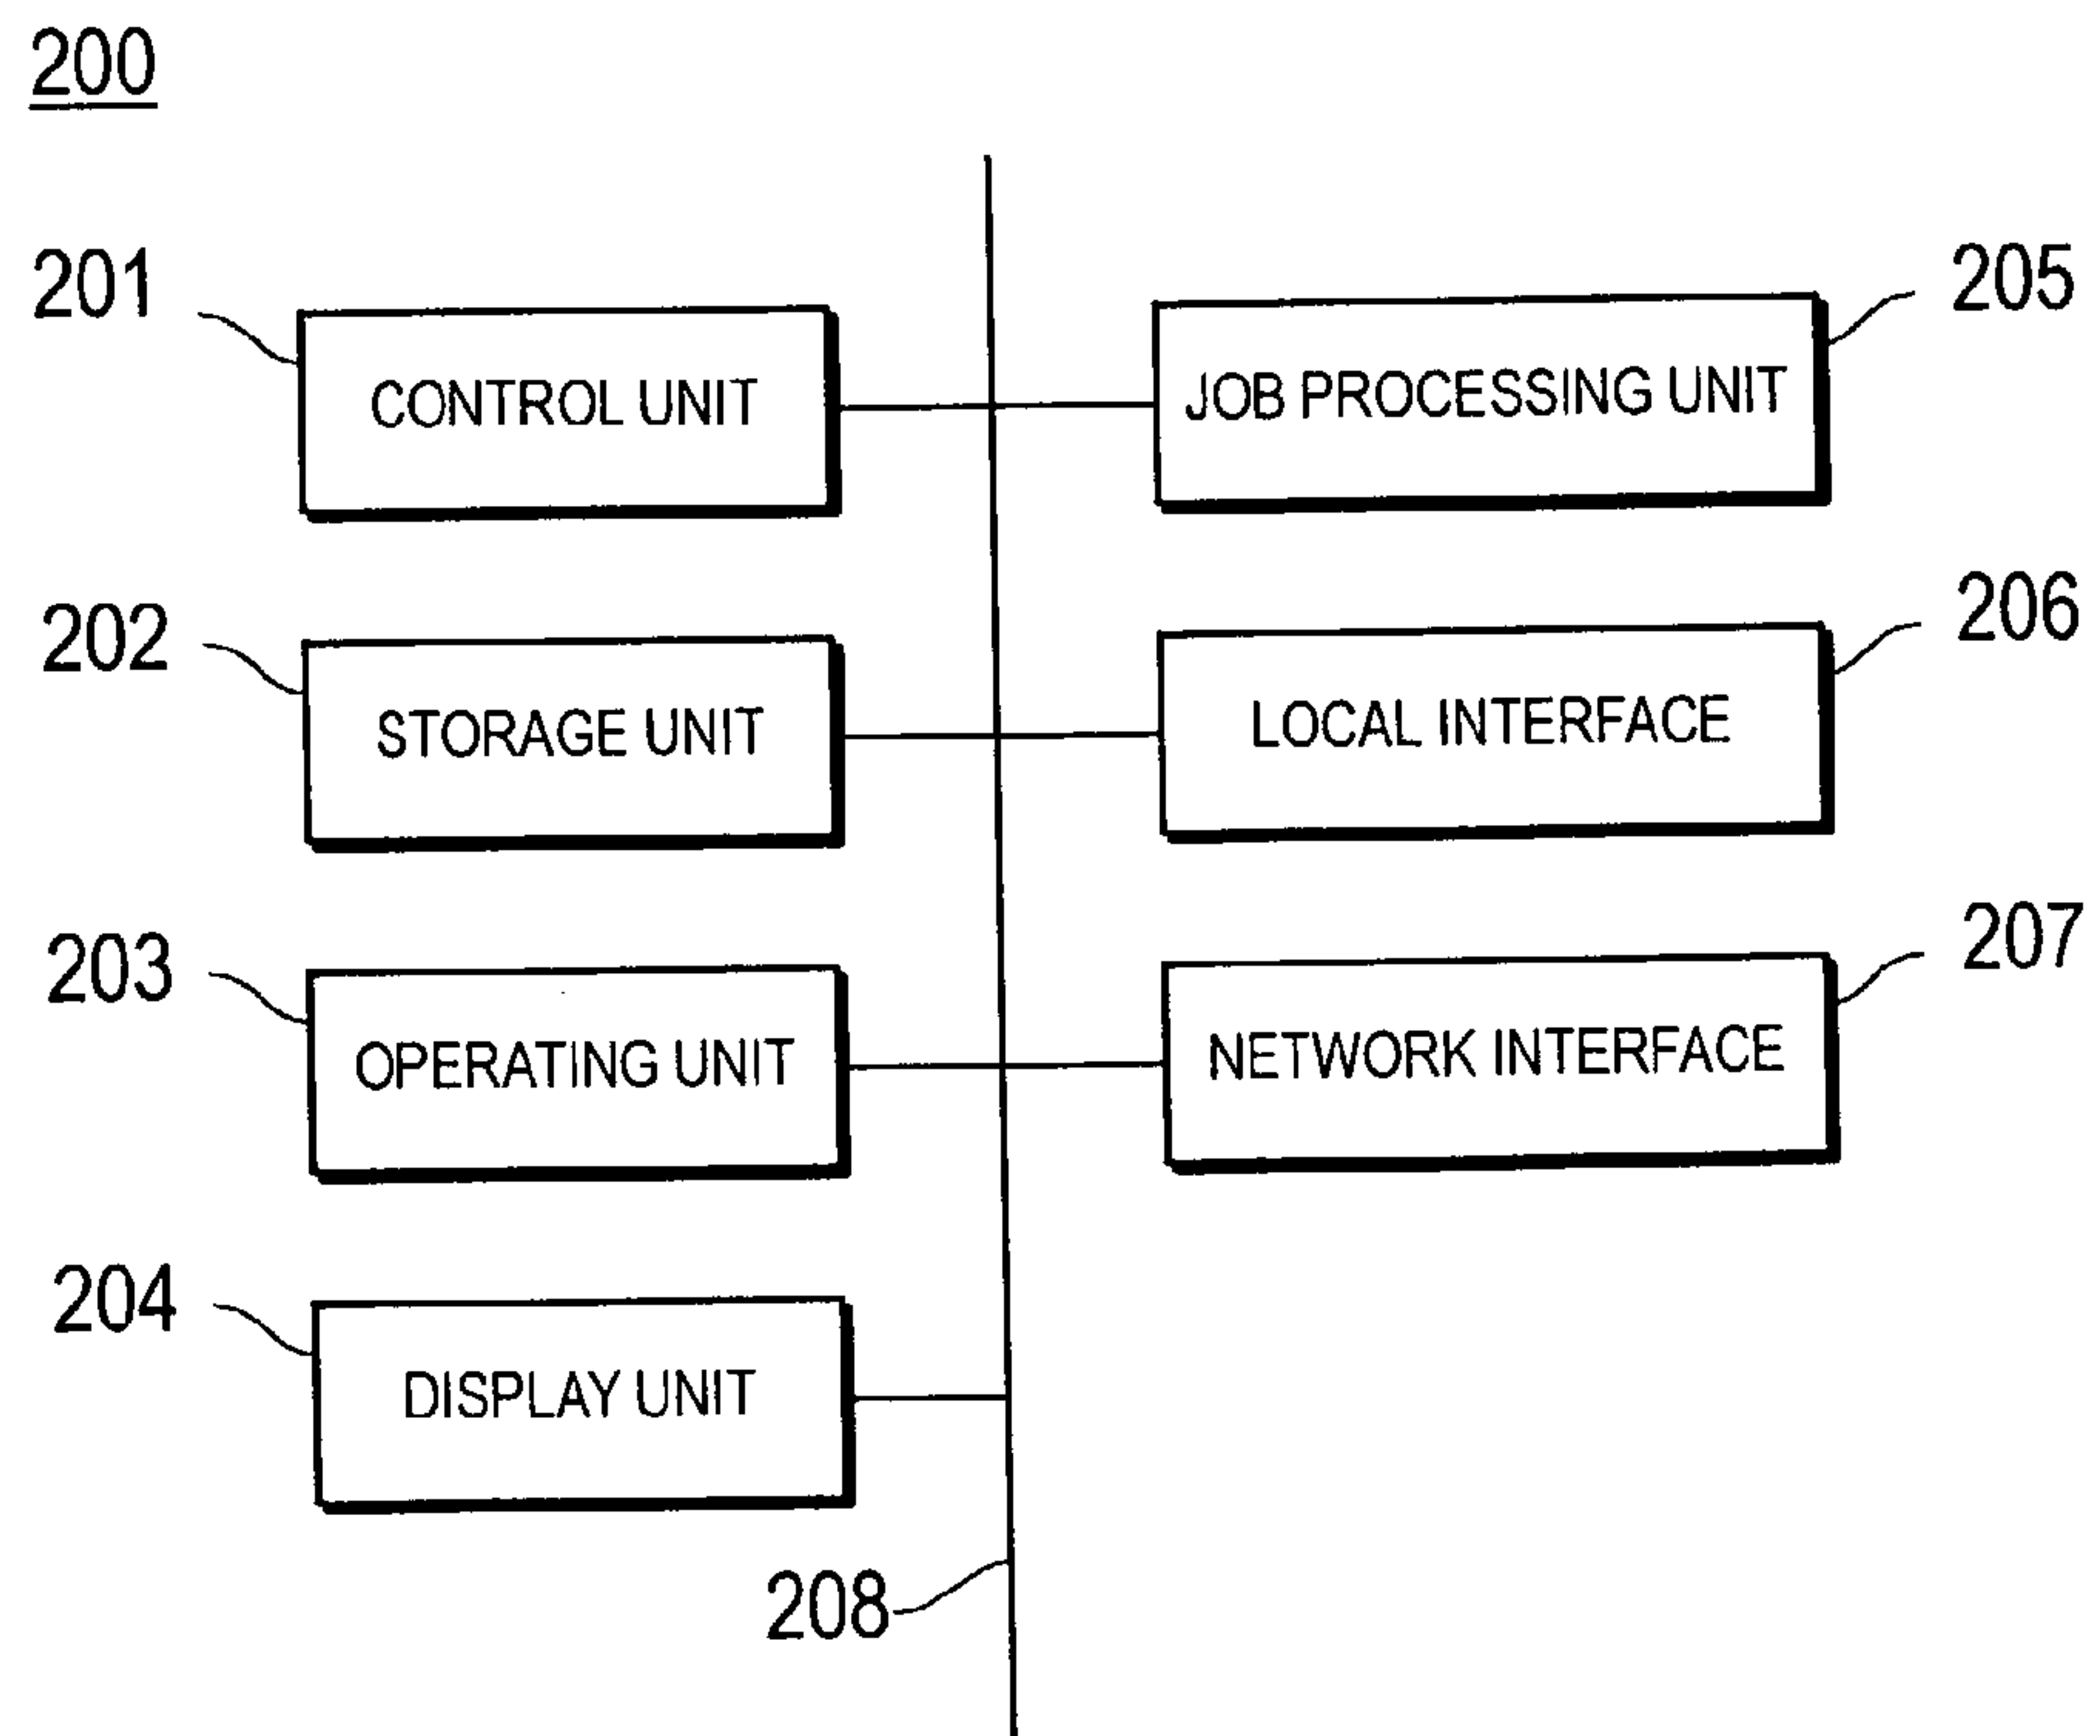 200
201
CONTROL UNIT
205
JOB PROCESSING UNIT
202
STORAGE UNIT
206
LOCAL INTERFACE
203
OPERATING UNIT
207
NETWORK INTERFACE
204
DISPLAY UNIT
208